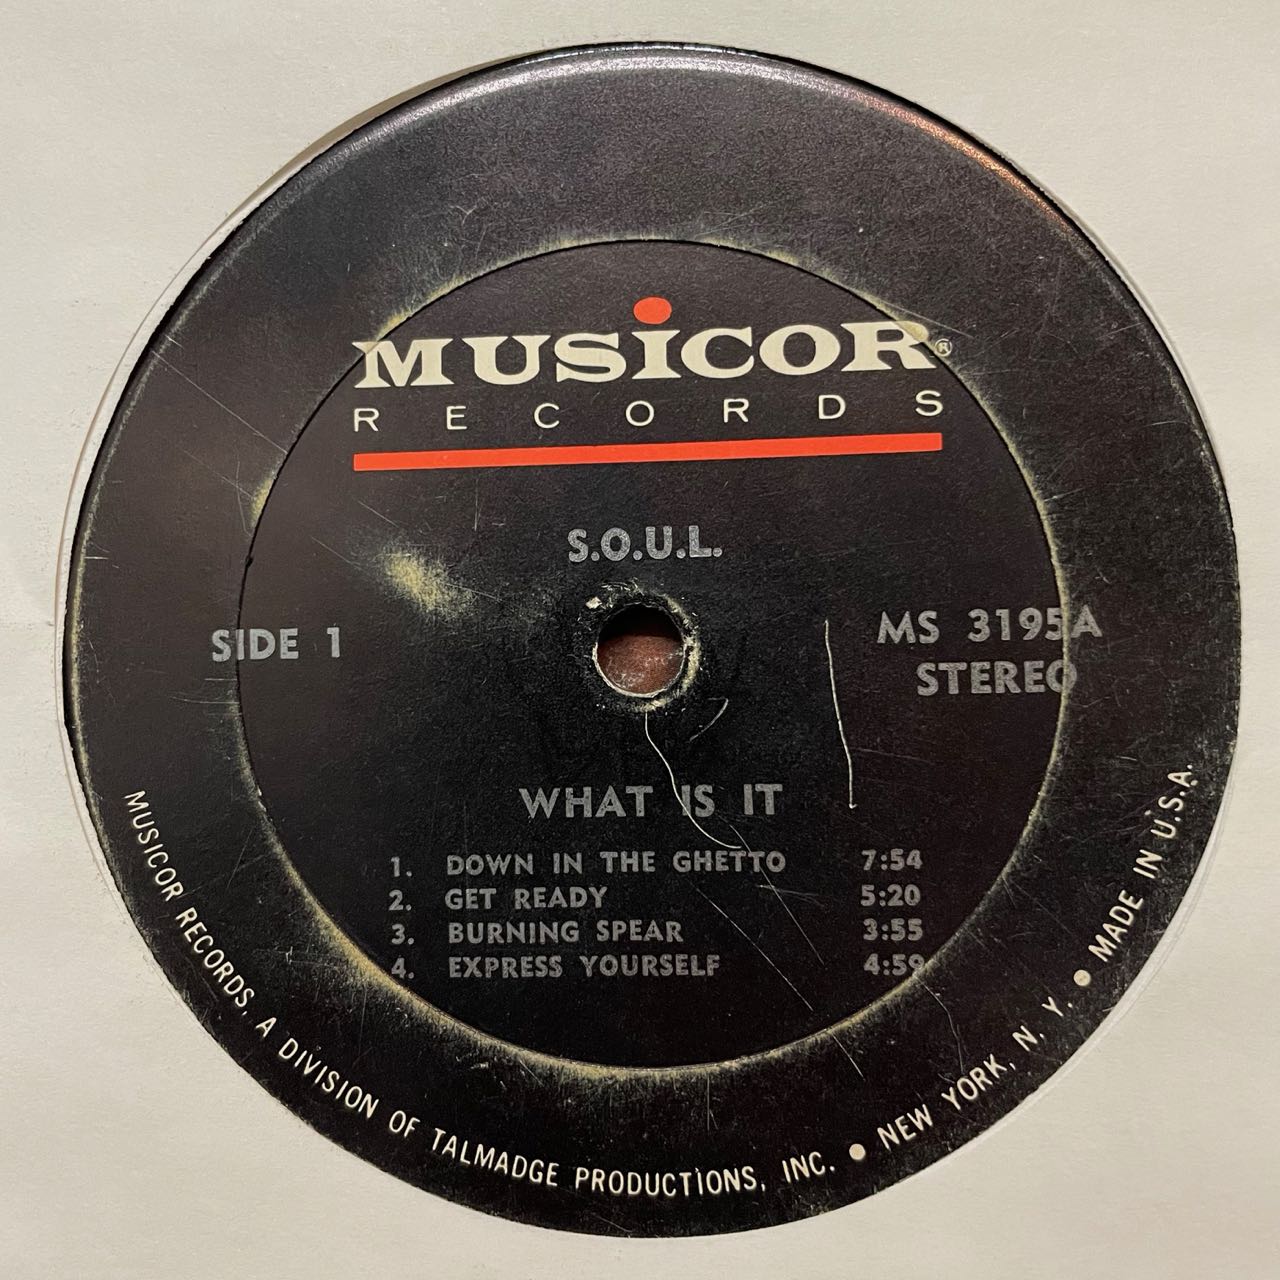 MUSiCOR®
RECORDS
S.O.U.L.
SIDE 1
MS 3195A
STEREO
WHAT IS IT
1. DOWN IN THE GHETTO 7:54
2. GET READY 5:20
3. BURNING SPEAR 3:55
4. EXPRESS YOURSELF 4:59
MUSICOR RECORDS, A DIVISION OF TALMADGE PRODUCTIONS, INC. • NEW YORK, N. Y. • MADE IN U.S.A.